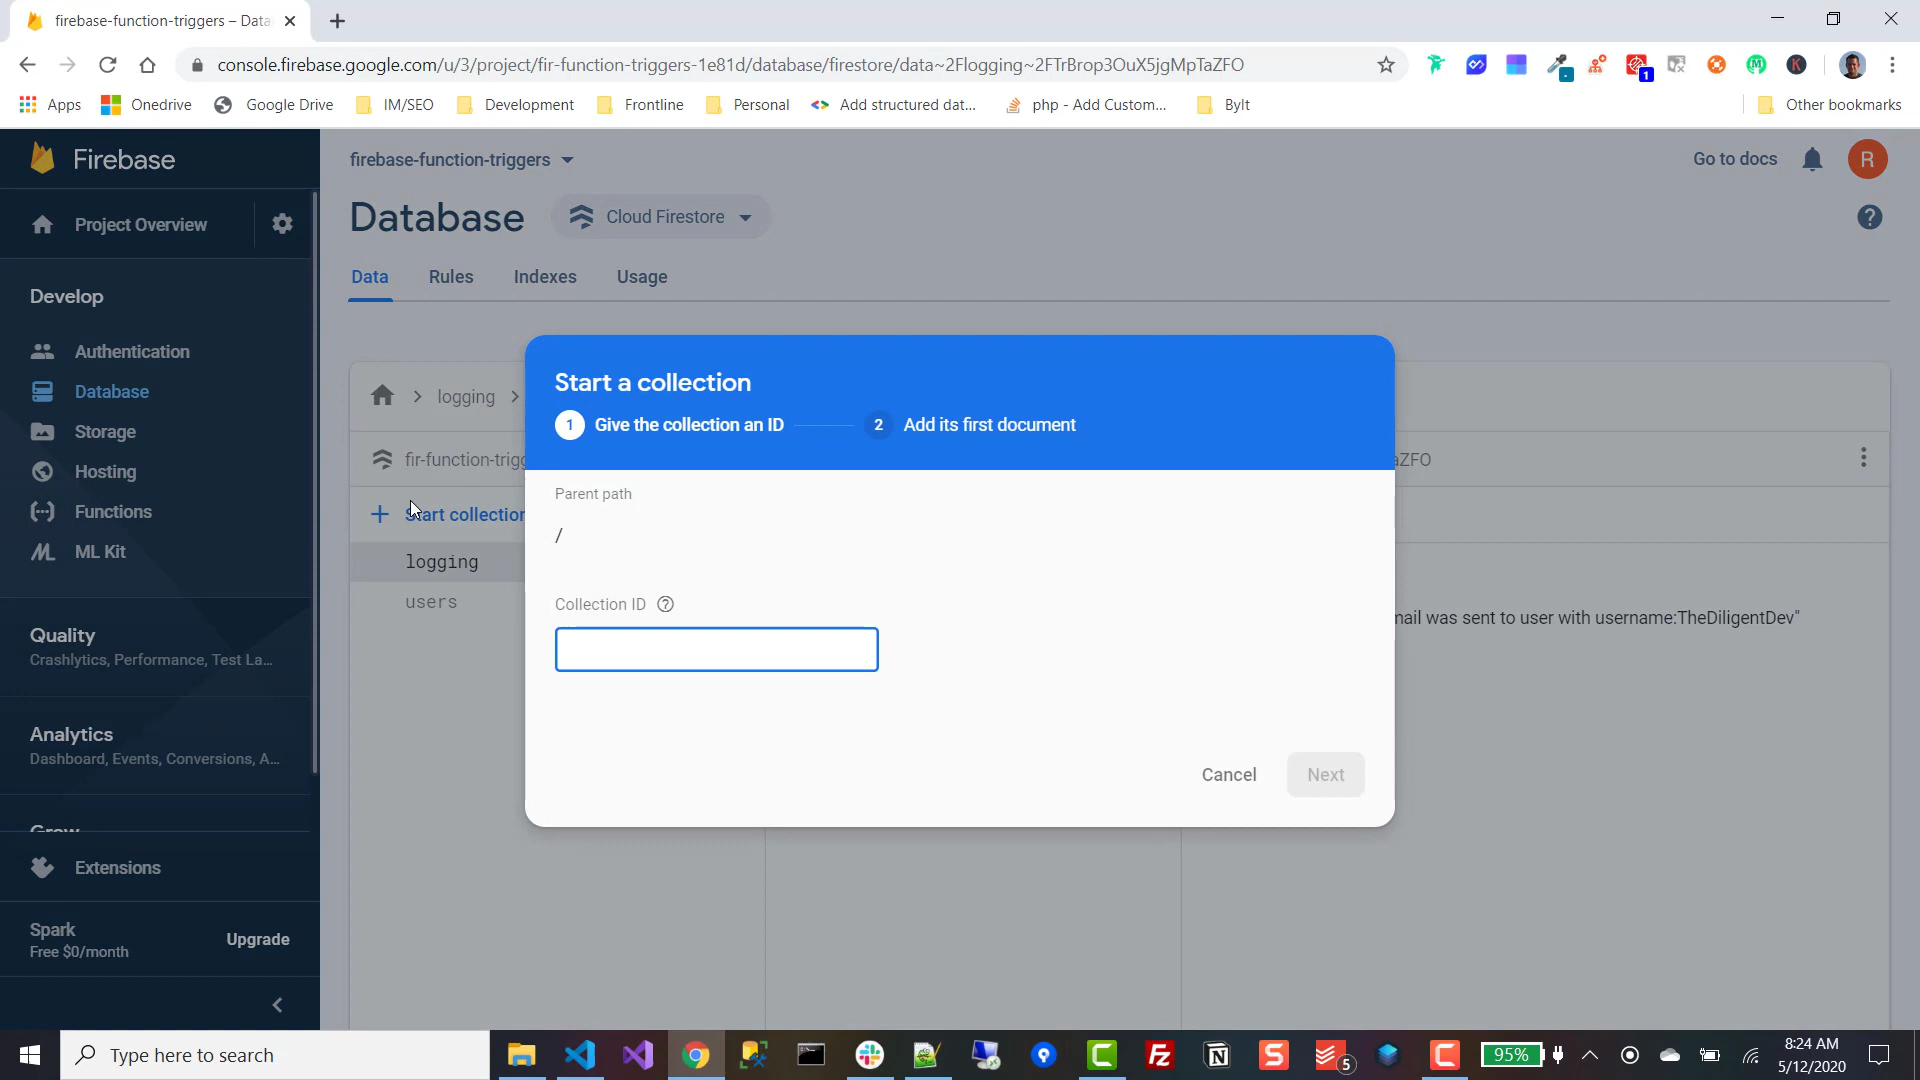 firebase-function-triggers – Data
console.firebase.google.com/u/3/project/fir-function-triggers-1e81d/database/firestore/data~2Flogging~2FTrBrop3OuX5jgMpTaZFO
1
K
Apps
Onedrive
Google Drive
IM/SEO
Development
Frontline
Personal
Add structured dat...
php - Add Custom...
Bylt
Other bookmarks
Firebase
firebase-function-triggers
Go to docs
R
Project Overview
Database
Cloud Firestore
Data
Rules
Indexes
Usage
Develop
Authentication
Database
Storage
Hosting
Functions
ML Kit
Quality
Crashlytics, Performance, Test La...
Analytics
Dashboard, Events, Conversions, A...
Grow
Extensions
Spark
Free $0/month
Upgrade
logging
fir-function-trigg
aZFO
Start collection
logging
users
mail was sent to user with username:TheDiligentDev"
Start a collection
1 Give the collection an ID
2 Add its first document
Parent path
/
Collection ID
Cancel
Next
Type here to search
5
95%
8:24 AM
5/12/2020